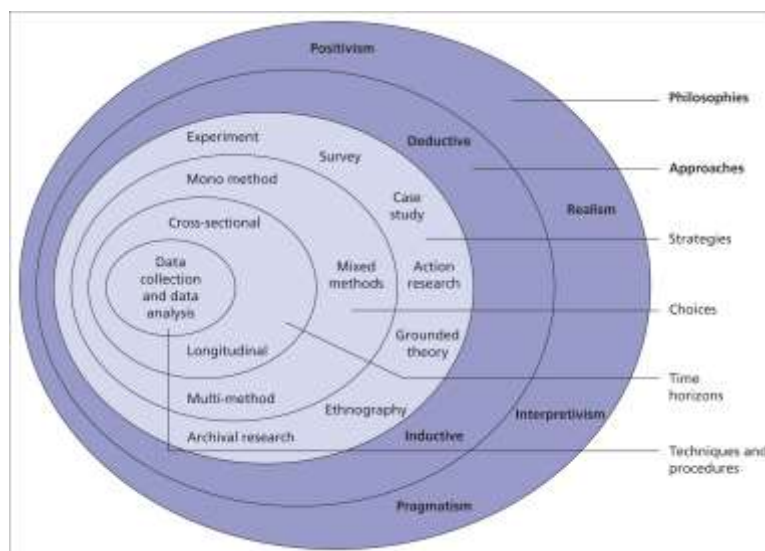 Positivism
Philosophies
Experiment
Deductive
Survey
Approaches
Mono method
Case
study
Realism
Cross-sectional
Strategies
Data
collection
and data
analysis
Mixed
methods
Action
research
Choices
Grounded
theory
Longitudinal
Time
horizons
Multi-method
Ethnography
Interpretivism
Archival research
Inductive
Techniques and
procedures
Pragmatism